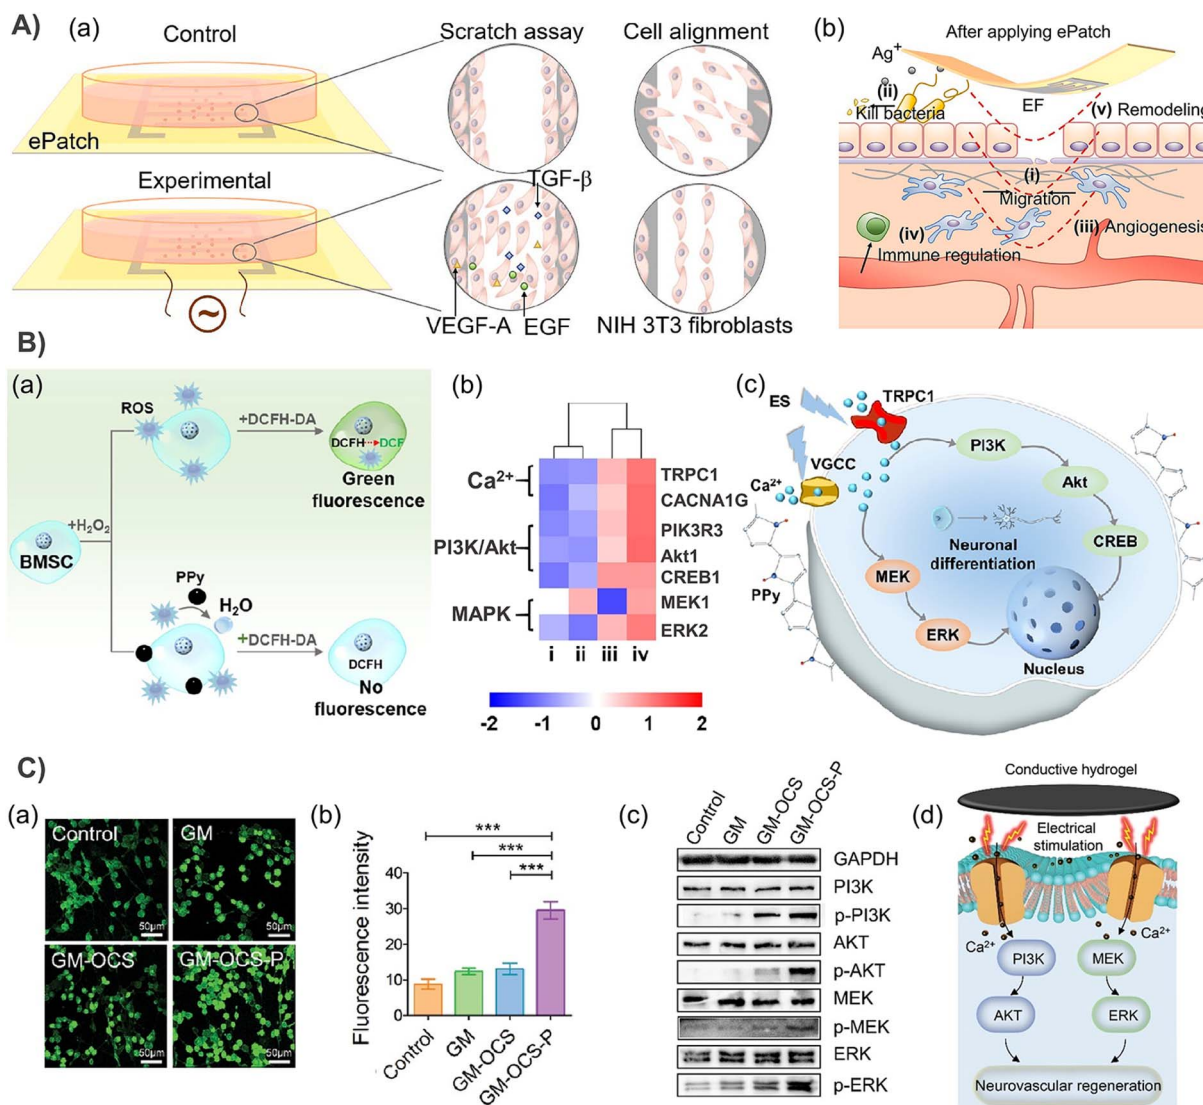 A)
(a)
Control
ePatch
Experimental
~
Scratch assay
TGF-β
VEGF-A
EGF
Cell alignment
NIH 3T3 fibroblasts
(b)
After applying ePatch
Ag+
(ii)
Kill bacteria
EF
(v) Remodeling
(i)
Migration
(iv)
Immune regulation
(iii) Angiogenesis
B)
(a)
BMSC
+H2O2
ROS
+DCFH-DA
DCFH
DCF
Green
fluorescence
PPy
H2O
+DCFH-DA
DCFH
No
fluorescence
(b)
Ca2+
PI3K/Akt
MAPK
TRPC1
CACNA1G
PIK3R3
Akt1
CREB1
MEK1
ERK2
i
ii
iii
iv
-2
-1
0
1
2
(c)
ES
TRPC1
VGCC
Ca2+
PPy
PI3K
Akt
CREB
Neuronal
differentiation
MEK
ERK
Nucleus
C)
(a)
Control
50μm
GM
50μm
GM-OCS
50μm
GM-OCS-P
50μm
(b)
Fluorescence intensity
40
30
20
10
0
***
***
***
Control
GM
GM-OCS
GM-OCS-P
(c)
Control
GM
GM-OCS
GM-OCS-P
GAPDH
PI3K
p-PI3K
AKT
p-AKT
MEK
p-MEK
ERK
p-ERK
(d)
Conductive hydrogel
Electrical
stimulation
Ca2+
Ca2+
PI3K
MEK
AKT
ERK
Neurovascular regeneration